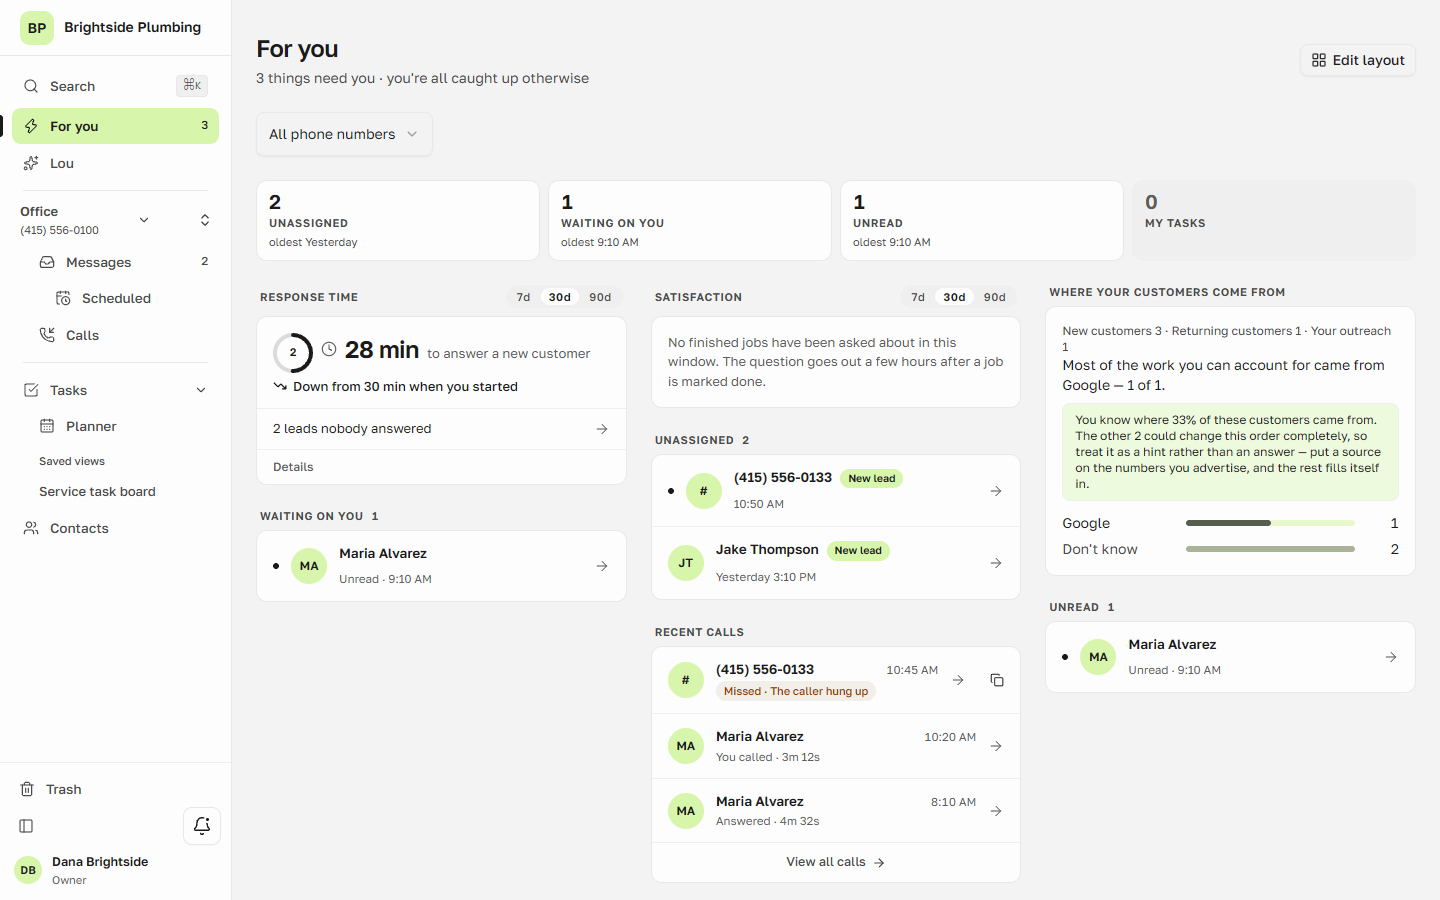 BP Brightside Plumbing
Search ⌘K
For you 3
Lou
Office
(415) 556-0100
Messages 2
Scheduled
Calls
Tasks
Planner
Saved views
Service task board
Contacts
Trash
DB Dana Brightside
Owner
For you
3 things need you · you're all caught up otherwise
Edit layout
All phone numbers
2
UNASSIGNED
oldest Yesterday
1
WAITING ON YOU
oldest 9:10 AM
1
UNREAD
oldest 9:10 AM
0
MY TASKS
RESPONSE TIME 7d 30d 90d
2 28 min to answer a new customer
Down from 30 min when you started
2 leads nobody answered
Details
WAITING ON YOU 1
MA Maria Alvarez
Unread · 9:10 AM
SATISFACTION 7d 30d 90d
No finished jobs have been asked about in this
window. The question goes out a few hours after a job
is marked done.
UNASSIGNED 2
# (415) 556-0133 New lead
10:50 AM
JT Jake Thompson New lead
Yesterday 3:10 PM
RECENT CALLS
# (415) 556-0133 10:45 AM
Missed · The caller hung up
MA Maria Alvarez 10:20 AM
You called · 3m 12s
MA Maria Alvarez 8:10 AM
Answered · 4m 32s
View all calls
WHERE YOUR CUSTOMERS COME FROM
New customers 3 · Returning customers 1 · Your outreach
1
Most of the work you can account for came from
Google — 1 of 1.
You know where 33% of these customers came from.
The other 2 could change this order completely, so
treat it as a hint rather than an answer — put a source
on the numbers you advertise, and the rest fills itself
in.
Google 1
Don't know 2
UNREAD 1
MA Maria Alvarez
Unread · 9:10 AM